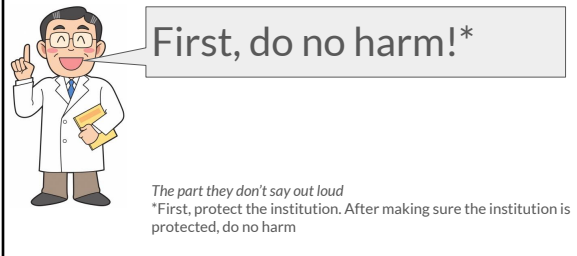 First, do no harm!*
The part they don't say out loud
*First, protect the institution. After making sure the institution is
protected, do no harm